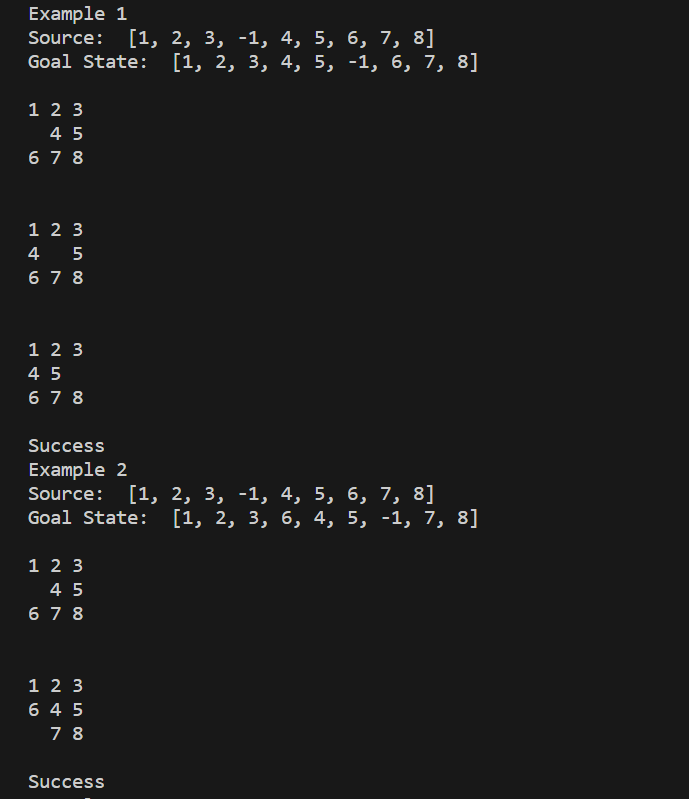 Example 1
Source:  [1, 2, 3, -1, 4, 5, 6, 7, 8]
Goal State:  [1, 2, 3, 4, 5, -1, 6, 7, 8]
1 2 3
  4 5
6 7 8
1 2 3
4   5
6 7 8
1 2 3
4 5
6 7 8
Success
Example 2
Source:  [1, 2, 3, -1, 4, 5, 6, 7, 8]
Goal State:  [1, 2, 3, 6, 4, 5, -1, 7, 8]
1 2 3
  4 5
6 7 8
1 2 3
6 4 5
  7 8
Success